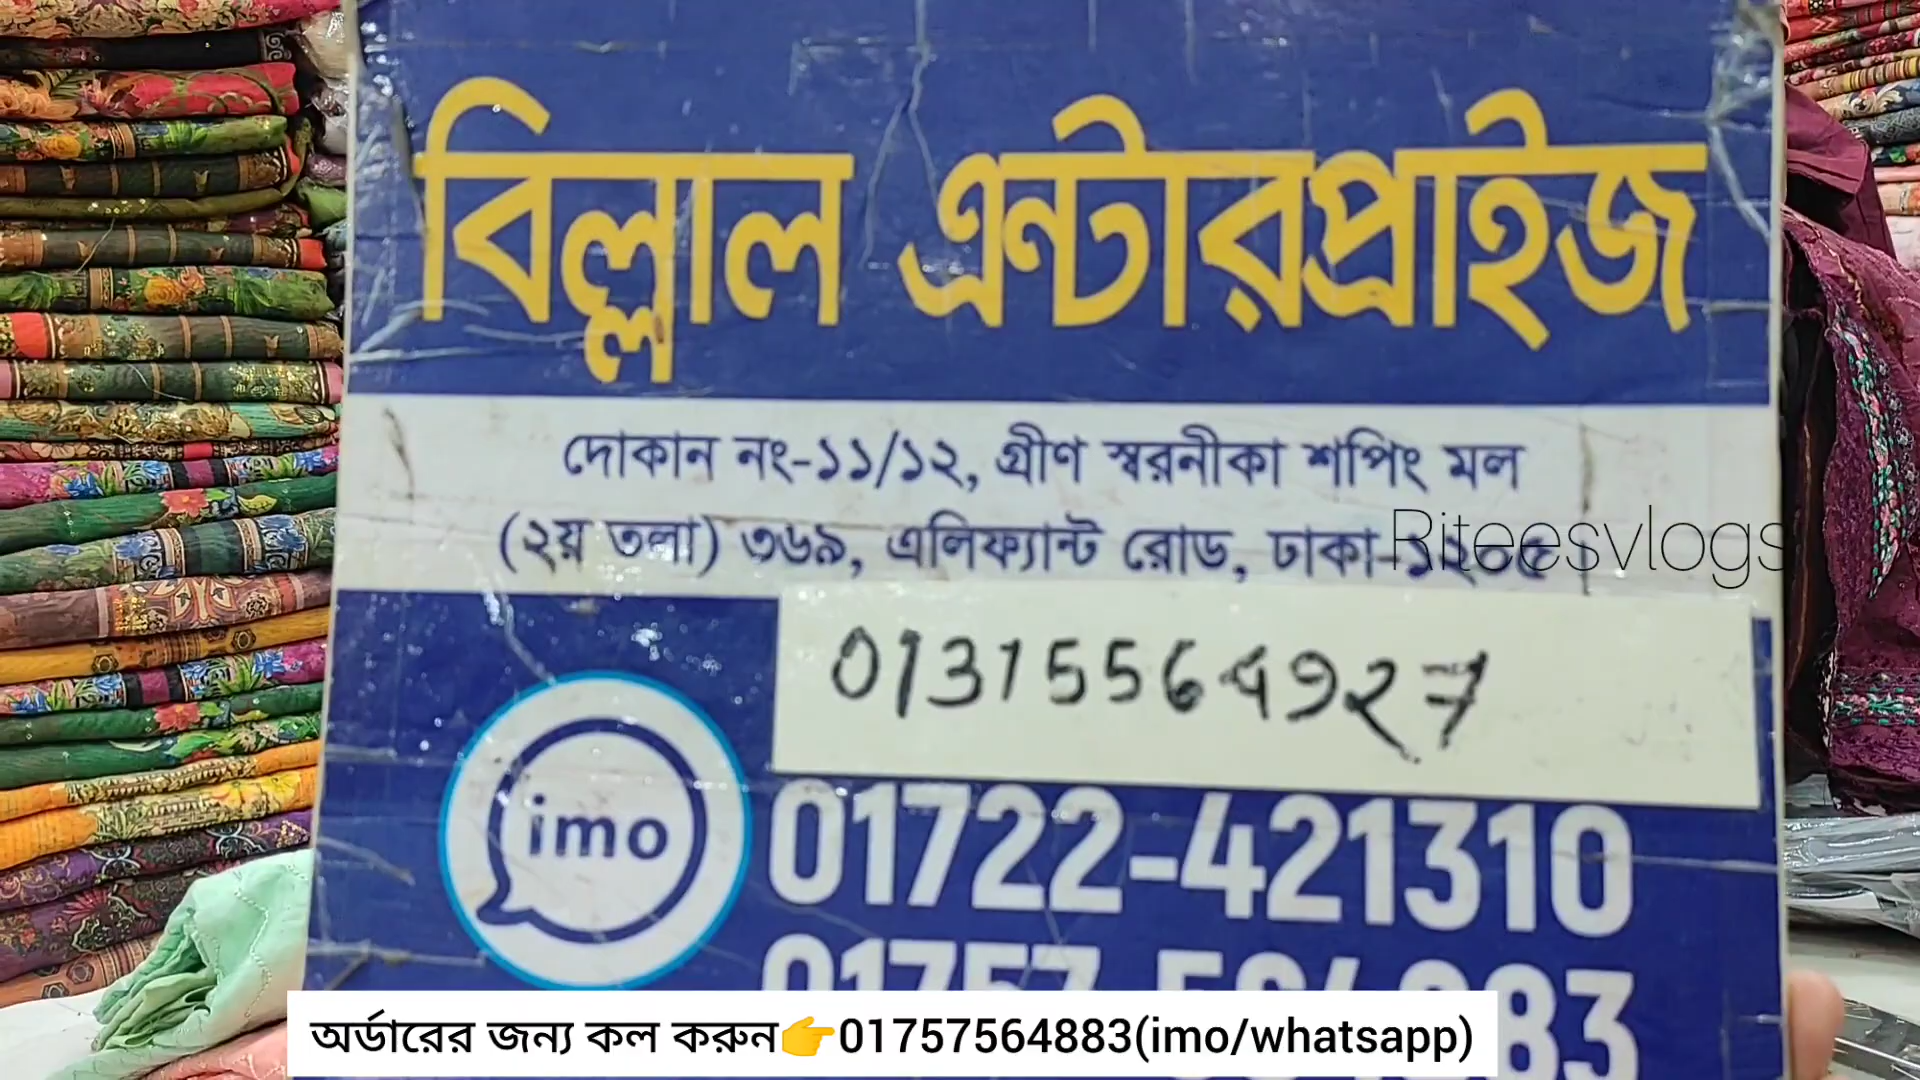 বিল্লাল এন্টারপ্রাইজ
দোকান নং-১১/১২, গ্রীণ স্বরনীকা শপিং মল
(২য় তলা) ৩৬৯, এলিফ্যান্ট রোড, ঢাকা-১২০৫
Riteesvlogs
01315564927
imo
01722-421310
অর্ডারের জন্য কল করুন👉01757564883(imo/whatsapp)